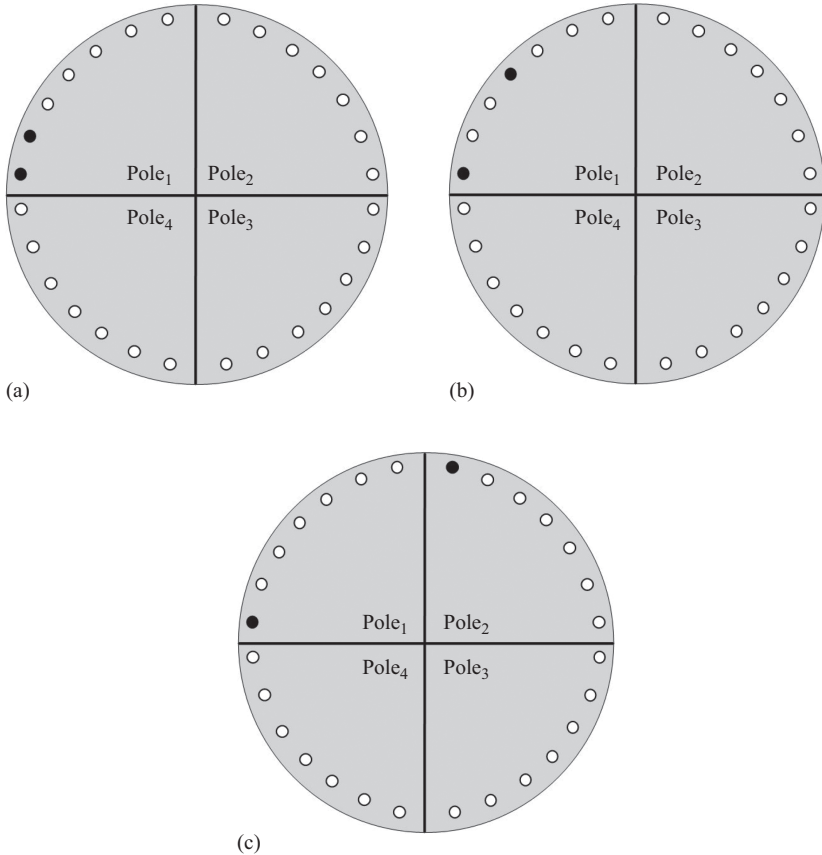 Pole₁ Pole₂ Pole₁ Pole₂
Pole₄ Pole₃ Pole₄ Pole₃
(a) (b)
Pole₁ Pole₂
Pole₄ Pole₃
(c)